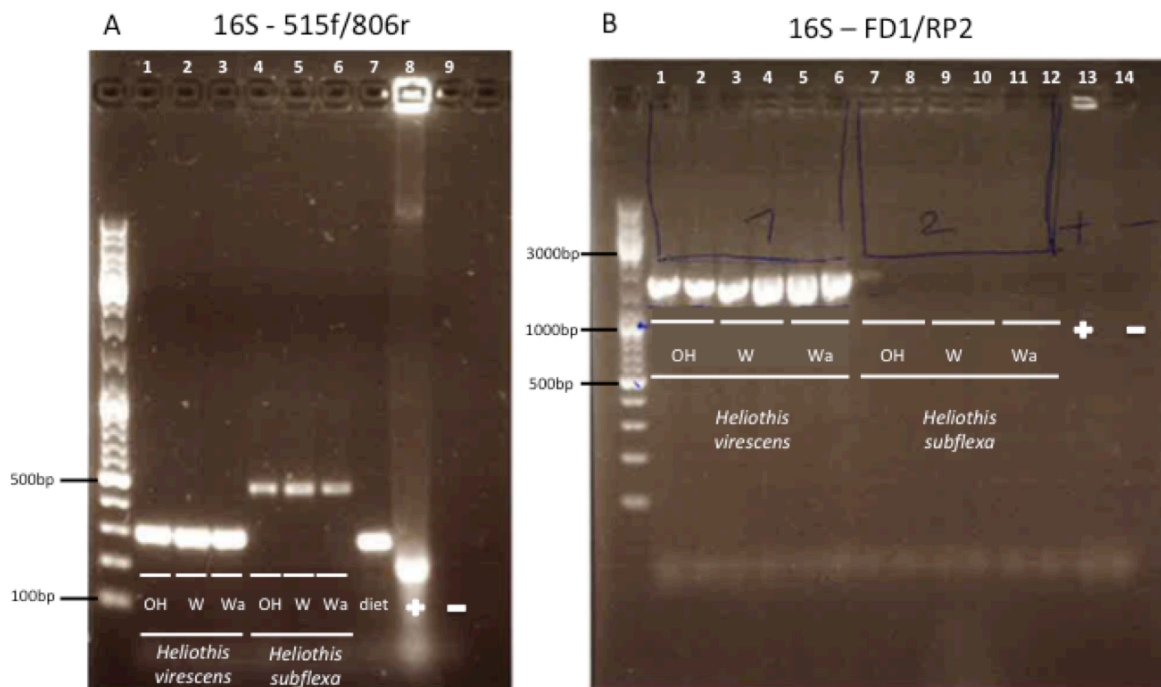 A
16S - 515f/806r
1 2 3 4 5 6 7 8 9
500bp
100bp
OH W Wa OH W Wa diet + −
Heliothis virescens
Heliothis subflexa
B
16S – FD1/RP2
1 2 3 4 5 6 7 8 9 10 11 12 13 14
1 2 + −
3000bp
1000bp
500bp
+ −
OH W Wa OH W Wa
Heliothis
virescens
Heliothis
subflexa